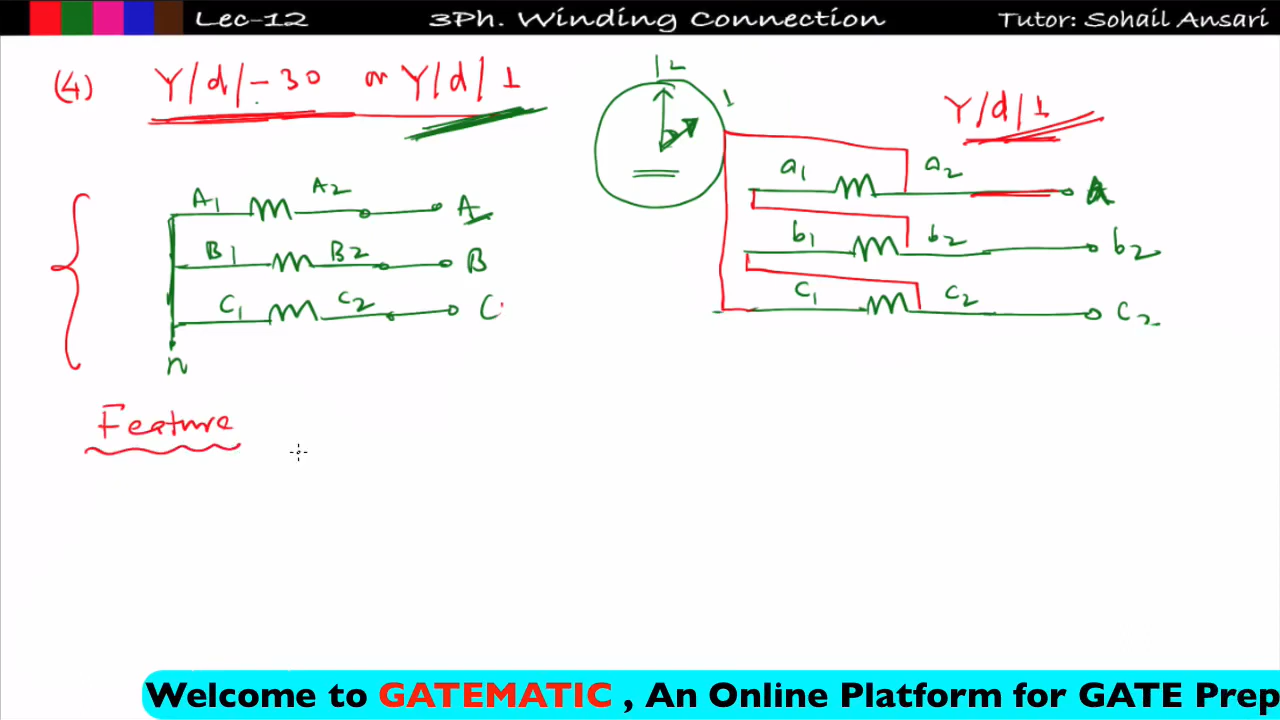 Lec-12 3Ph. Winding Connection Tutor: Sohail Ansari
(4) Y/d/-30 or Y/d/1
12
1
Y/d/1
A1 A2 A
B1 B2 B
C1 C2 C
n
a1 a2
b1 b2 b2
c1 c2 c2
Feature
Welcome to GATEMATIC , An Online Platform for GATE Prep